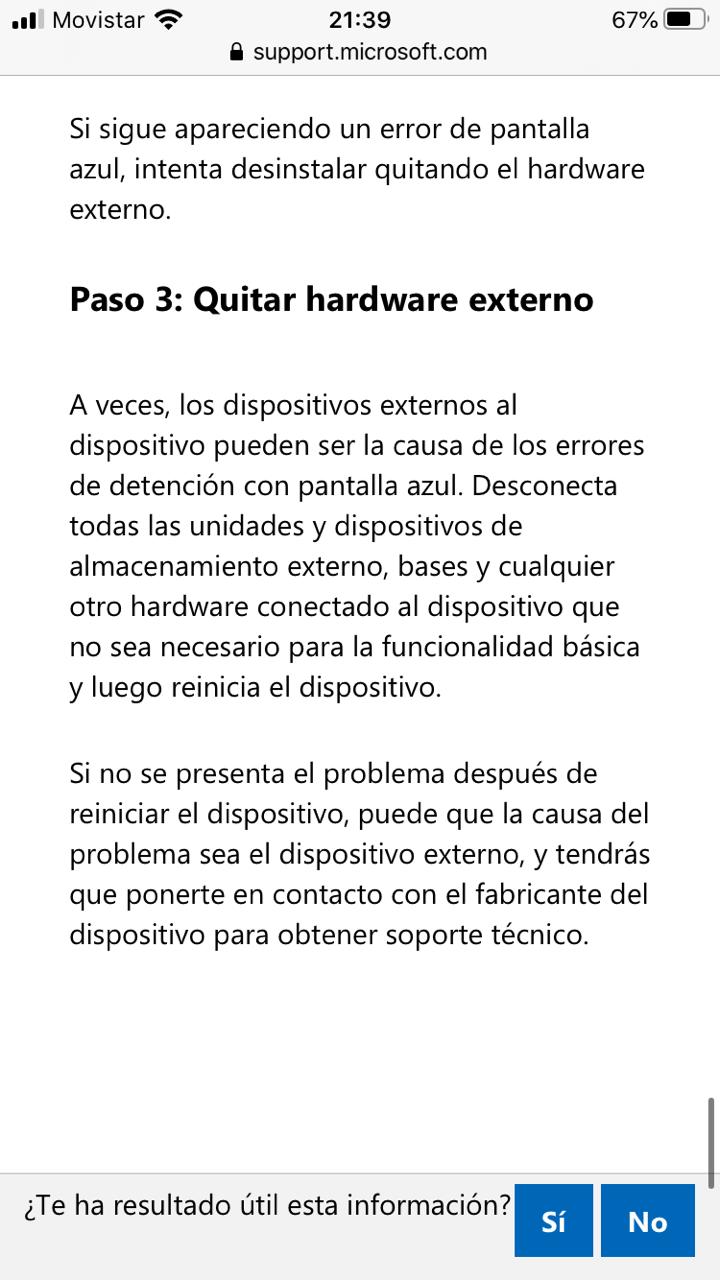 Movistar 21:39 67%
support.microsoft.com
Si sigue apareciendo un error de pantalla
azul, intenta desinstalar quitando el hardware
externo.
Paso 3: Quitar hardware externo
A veces, los dispositivos externos al
dispositivo pueden ser la causa de los errores
de detención con pantalla azul. Desconecta
todas las unidades y dispositivos de
almacenamiento externo, bases y cualquier
otro hardware conectado al dispositivo que
no sea necesario para la funcionalidad básica
y luego reinicia el dispositivo.
Si no se presenta el problema después de
reiniciar el dispositivo, puede que la causa del
problema sea el dispositivo externo, y tendrás
que ponerte en contacto con el fabricante del
dispositivo para obtener soporte técnico.
¿Te ha resultado útil esta información? Sí No